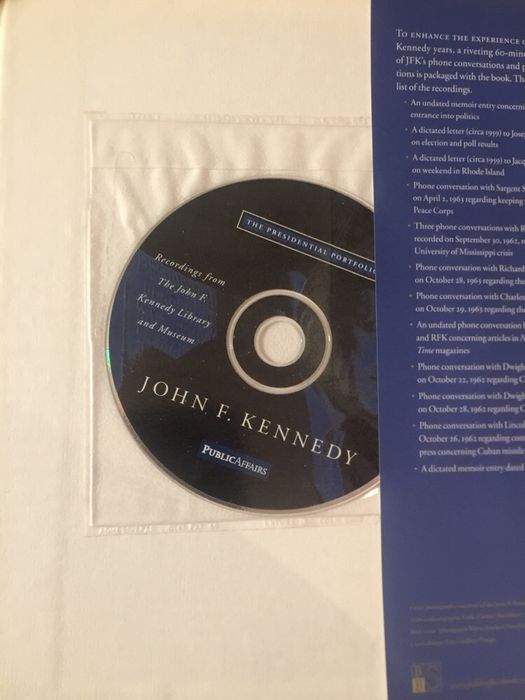 THE PRESIDENTIAL PORTFOLIO
Recordings from
The John F.
Kennedy Library
and Museum
JOHN F. KENNEDY
PUBLICAFFAIRS
TO ENHANCE THE EXPERIENCE
Kennedy years, a riveting 60-min
of JFK's phone conversations and
tions is packaged with the book. Th
list of the recordings.
• An undated memoir entry concerni
entrance into politics
• A dictated letter (circa 1959) to Jose
on election and poll results
• A dictated letter (circa 1959) to Jacq
on weekend in Rhode Island
• Phone conversation with Sargent S
on April 2, 1963 regarding keeping
Peace Corps
• Three phone conversations with R
recorded on September 30, 1962,
University of Mississippi crisis
• Phone conversation with Richard
on October 28, 1963 regarding the
• Phone conversation with Charles
on October 29, 1963 regarding the
• An undated phone conversation
and RFK concerning articles in N
Time magazines
• Phone conversation with Dwigh
on October 22, 1962 regarding C
• Phone conversation with Dwigh
on October 28, 1962 regarding C
• Phone conversation with Lincol
October 26, 1962 regarding con
press concerning Cuban missile
• A dictated memoir entry dated